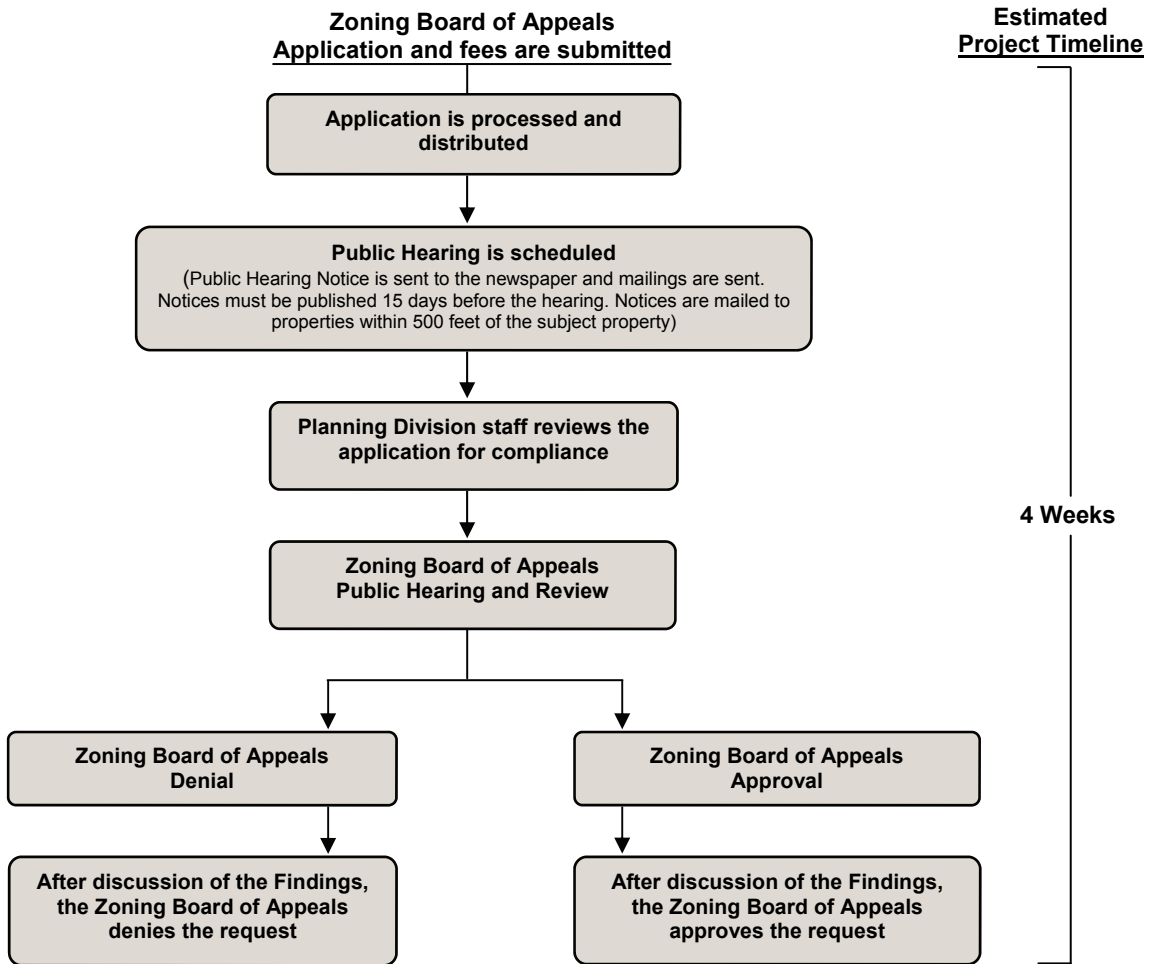 Zoning Board of Appeals
Application and fees are submitted
Estimated
Project Timeline
Application is processed and
distributed
Public Hearing is scheduled
(Public Hearing Notice is sent to the newspaper and mailings are sent.
Notices must be published 15 days before the hearing. Notices are mailed to
properties within 500 feet of the subject property)
Planning Division staff reviews the
application for compliance
4 Weeks
Zoning Board of Appeals
Public Hearing and Review
Zoning Board of Appeals
Denial
Zoning Board of Appeals
Approval
After discussion of the Findings,
the Zoning Board of Appeals
denies the request
After discussion of the Findings,
the Zoning Board of Appeals
approves the request